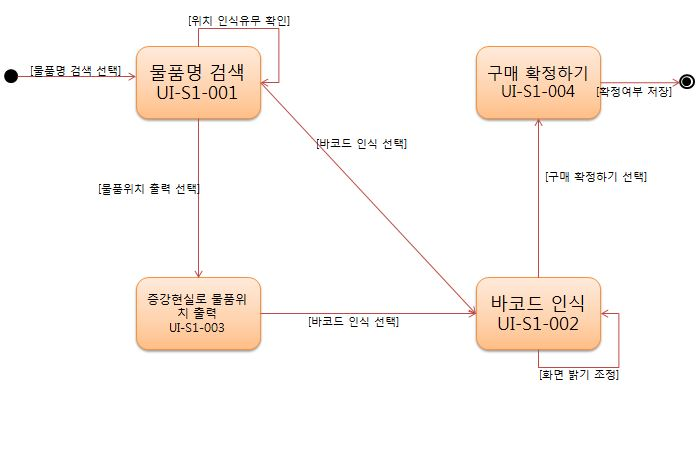 [위치 인식유무 확인]
[물품명 검색 선택]
물품명 검색
UI-S1-001
구매 확정하기
UI-S1-004
[확정여부 저장]
[바코드 인식 선택]
[물품위치 출력 선택]
[구매 확정하기 선택]
증강현실로 물품위
치 출력
UI-S1-003
[바코드 인식 선택]
바코드 인식
UI-S1-002
[화면 밝기 조정]